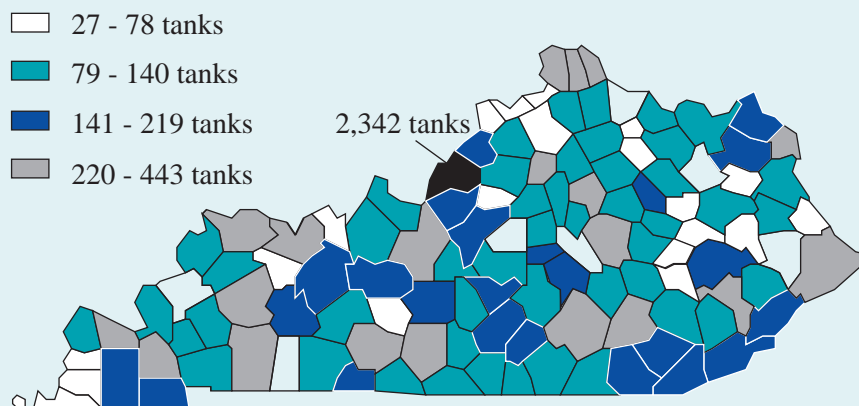 27 - 78 tanks
79 - 140 tanks
141 - 219 tanks
2,342 tanks
220 - 443 tanks